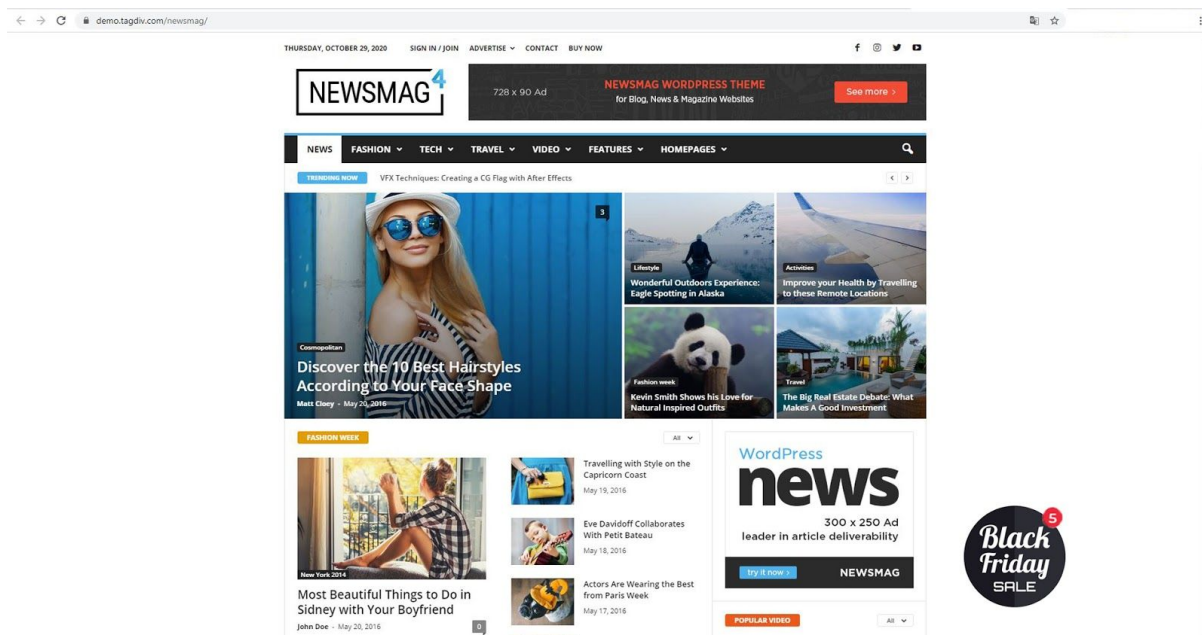 demo.tagdiv.com/newsmag/
THURSDAY, OCTOBER 29, 2020 SIGN IN / JOIN ADVERTISE CONTACT BUY NOW
NEWSMAG 4
728 x 90 Ad
NEWSMAG WORDPRESS THEME
for Blog, News & Magazine Websites
See more >
NEWS FASHION TECH TRAVEL VIDEO FEATURES HOMEPAGES
TRENDING NOW VFX Techniques: Creating a CG Flag with After Effects
3
Cosmopolitan
Discover the 10 Best Hairstyles
According to Your Face Shape
Matt Cloey - May 20, 2016
Lifestyle
Wonderful Outdoors Experience:
Eagle Spotting in Alaska
Activities
Improve your Health by Travelling
to these Remote Locations
Fashion week
Kevin Smith Shows his Love for
Natural Inspired Outfits
Travel
The Big Real Estate Debate: What
Makes A Good Investment
FASHION WEEK All
New York 2014
Most Beautiful Things to Do in
Sidney with Your Boyfriend
John Doe - May 20, 2016 0
Travelling with Style on the
Capricorn Coast
May 19, 2016
Eve Davidoff Collaborates
With Petit Bateau
May 18, 2016
Actors Are Wearing the Best
from Paris Week
May 17, 2016
WordPress
news
300 x 250 Ad
leader in article deliverability
try it now > NEWSMAG
POPULAR VIDEO All
5
Black
Friday
SALE